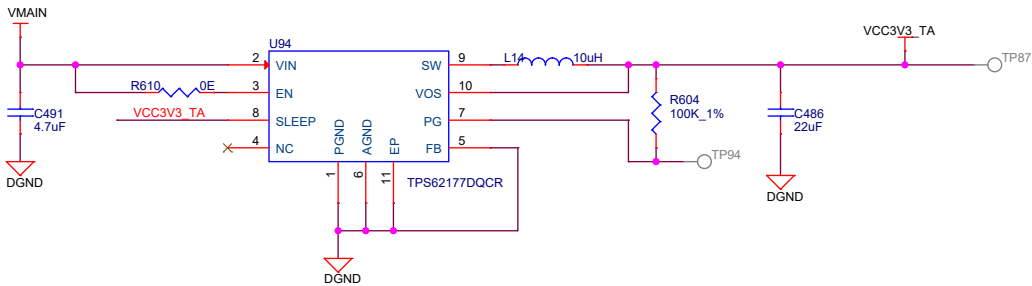 VMAIN
VCC3V3_TA
U94
2 VIN SW 9 L14 10uH
TP87
R610 0E 3 EN VOS 10
C491
4.7uF
VCC3V3_TA 8 SLEEP PG 7
R604
100K_1%
C486
22uF
4 NC PGND AGND EP FB 5
TP94
DGND
1 6 11
TPS62177DQCR
DGND
DGND